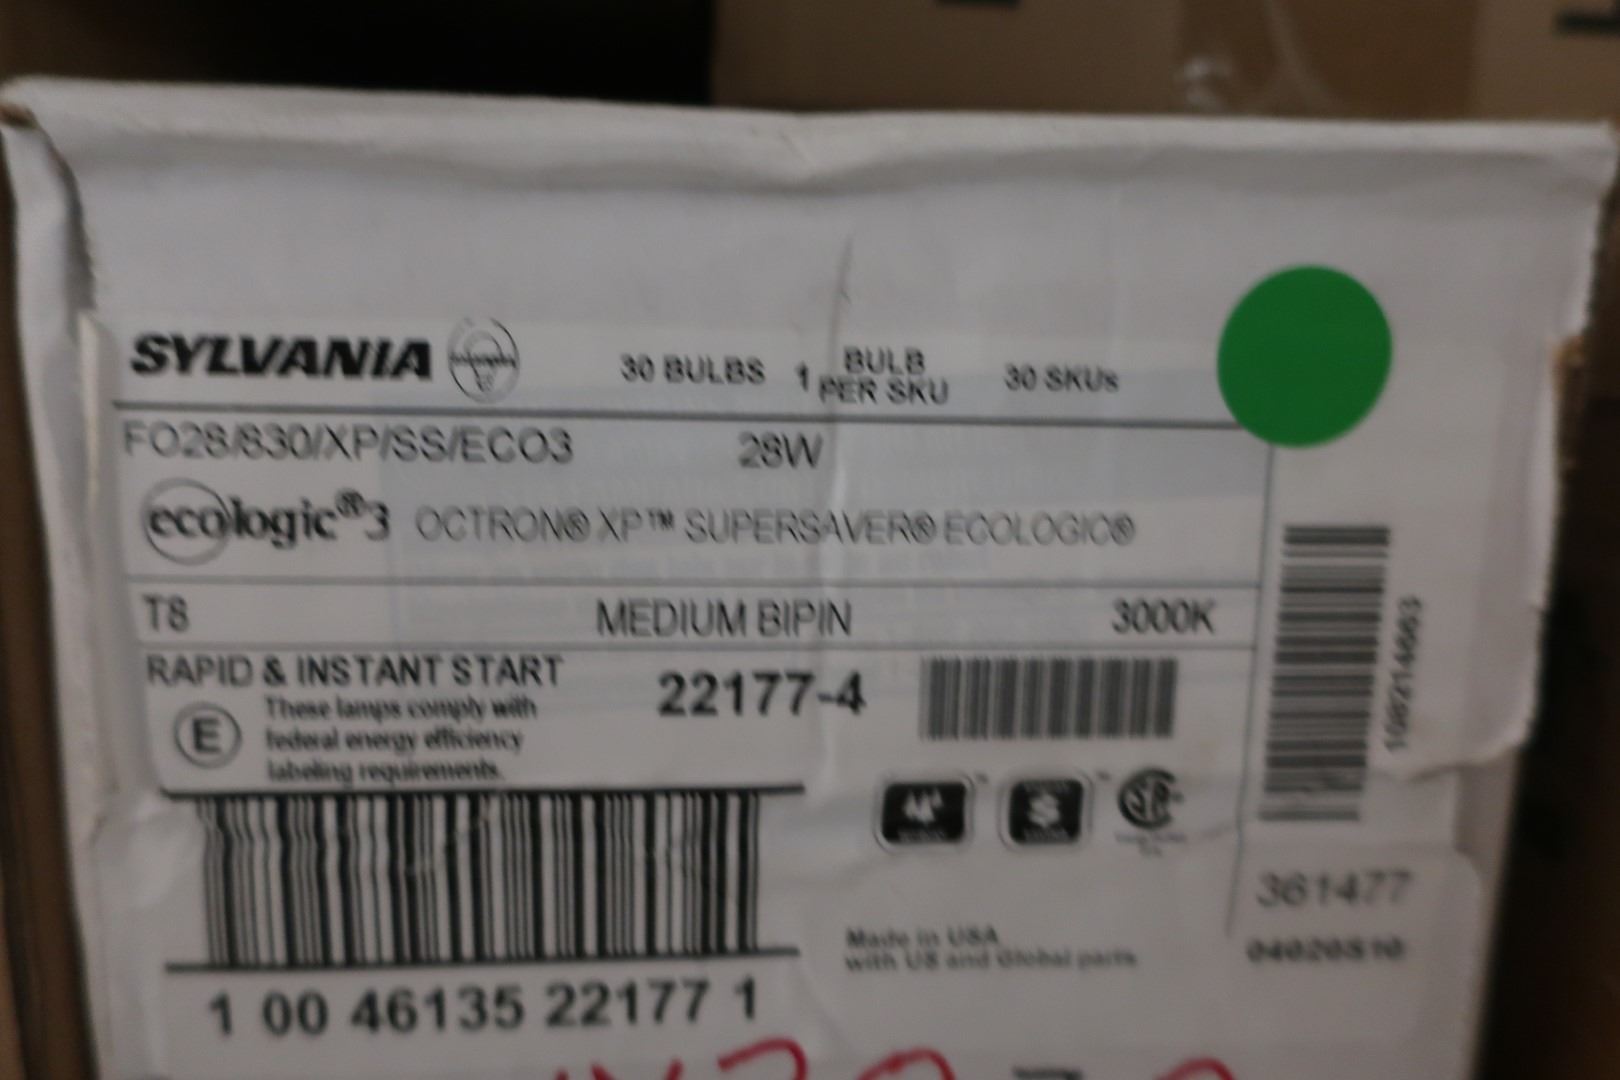 SYLVANIA 30 BULBS 1 BULB PER SKU 30 SKUs
FO28/830/XP/SS/ECO3 28W
ecologic®3 OCTRON® XP™ SUPERSAVER® ECOLOGIC®
T8 MEDIUM BIPIN 3000K
RAPID & INSTANT START
22177-4
E
These lamps comply with
federal energy efficiency
labeling requirements.
1 00 46135 22177 1
Made in USA
with US and Global parts
361477